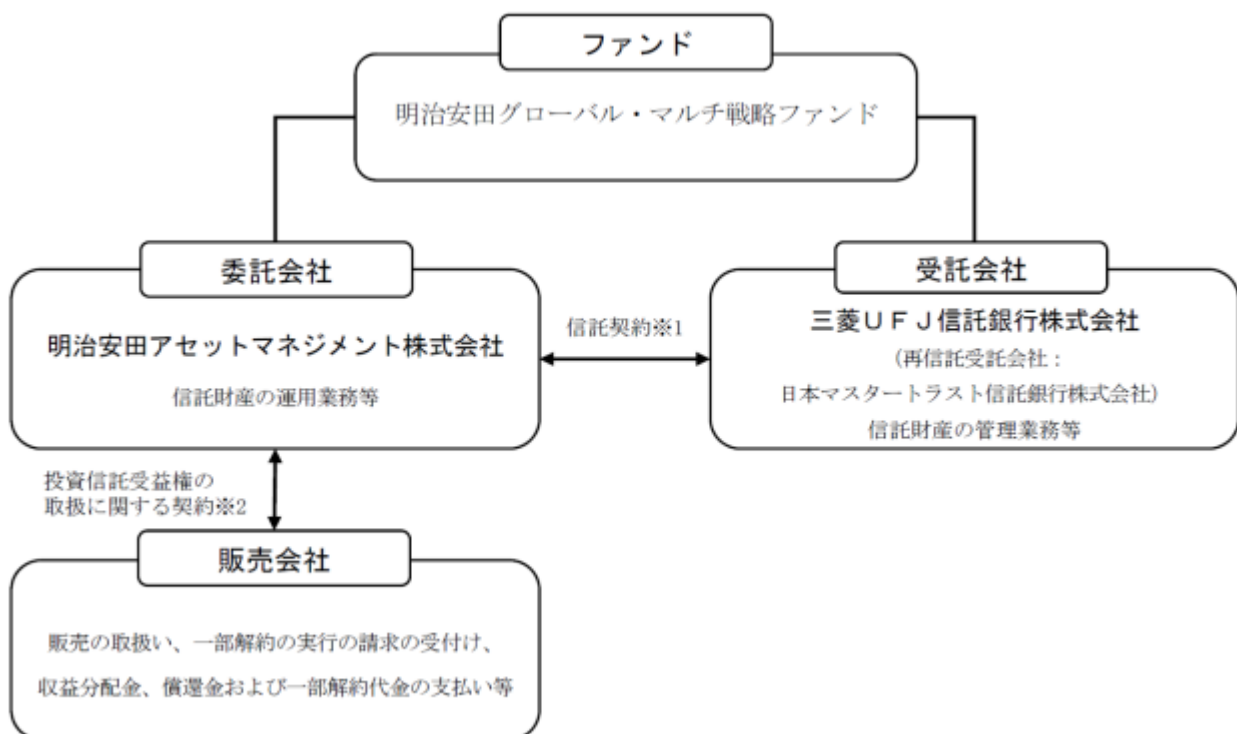 ファンド
明治安田グローバル・マルチ戦略ファンド
委託会社
明治安田アセットマネジメント株式会社
信託財産の運用業務等
信託契約※1
受託会社
三菱UFJ信託銀行株式会社
（再信託受託会社：
日本マスタートラスト信託銀行株式会社）
信託財産の管理業務等
投資信託受益権の
取扱に関する契約※2
販売会社
販売の取扱い、一部解約の実行の請求の受付け、
収益分配金、償還金および一部解約代金の支払い等